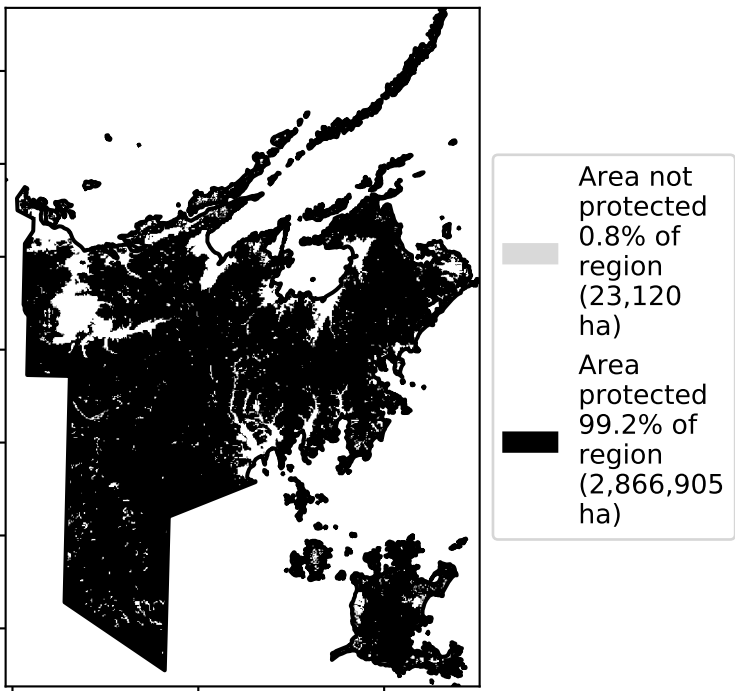 Area not
protected
0.8% of
region
(23,120
ha)
Area
protected
99.2% of
region
(2,866,905
ha)